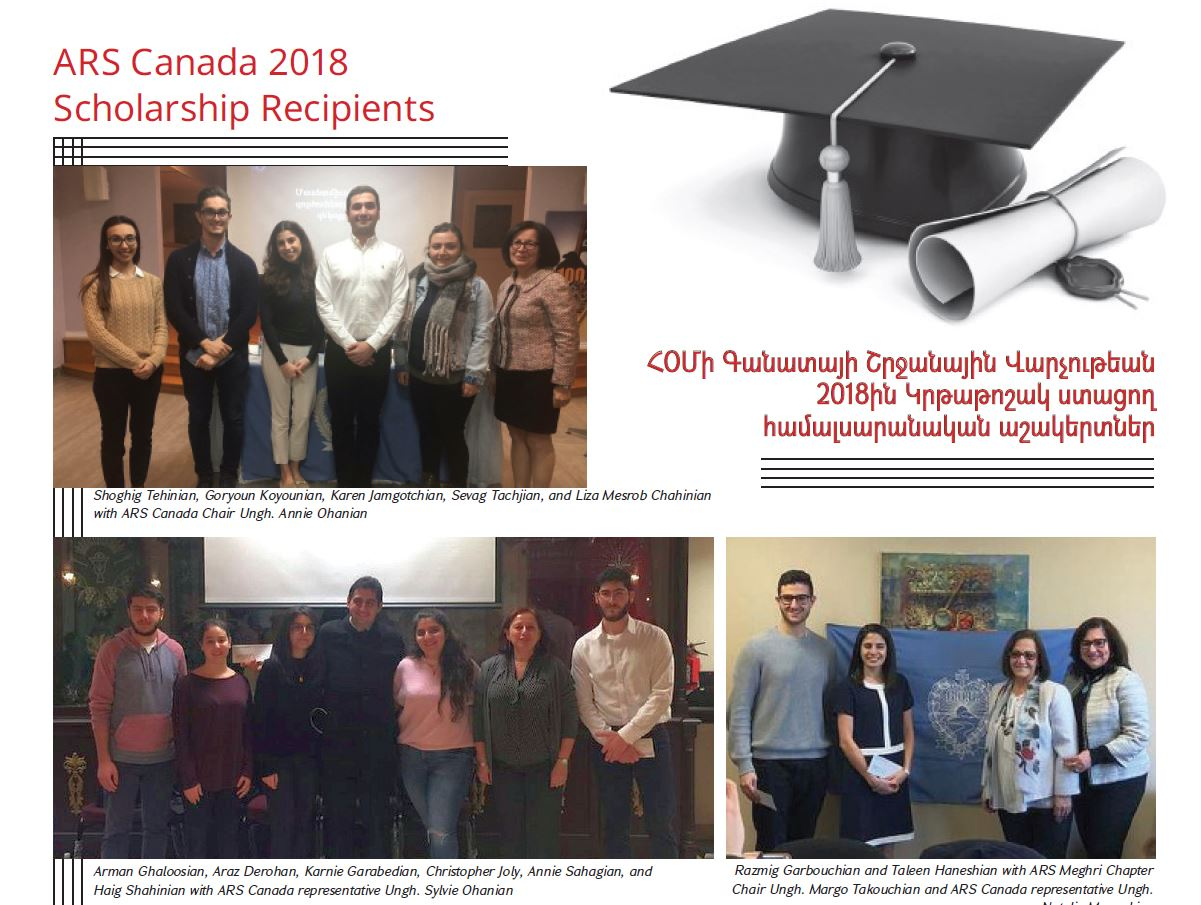 ARS Canada 2018
Scholarship Recipients
ՀՕՄի Գանատայի Շրջանային Վարչութեան
2018ին Կրթաթոշակ ստացող
համալսարանական աշակերտներ
Shoghig Tehinian, Goryoun Koyounian, Karen Jamgotchian, Sevag Tachjian, and Liza Mesrob Chahinian
with ARS Canada Chair Ungh. Annie Ohanian
Arman Ghaloosian, Araz Derohan, Karnie Garabedian, Christopher Joly, Annie Sahagian, and
Haig Shahinian with ARS Canada representative Ungh. Sylvie Ohanian
Razmig Garbouchian and Taleen Haneshian with ARS Meghri Chapter
Chair Ungh. Margo Takouchian and ARS Canada representative Ungh.